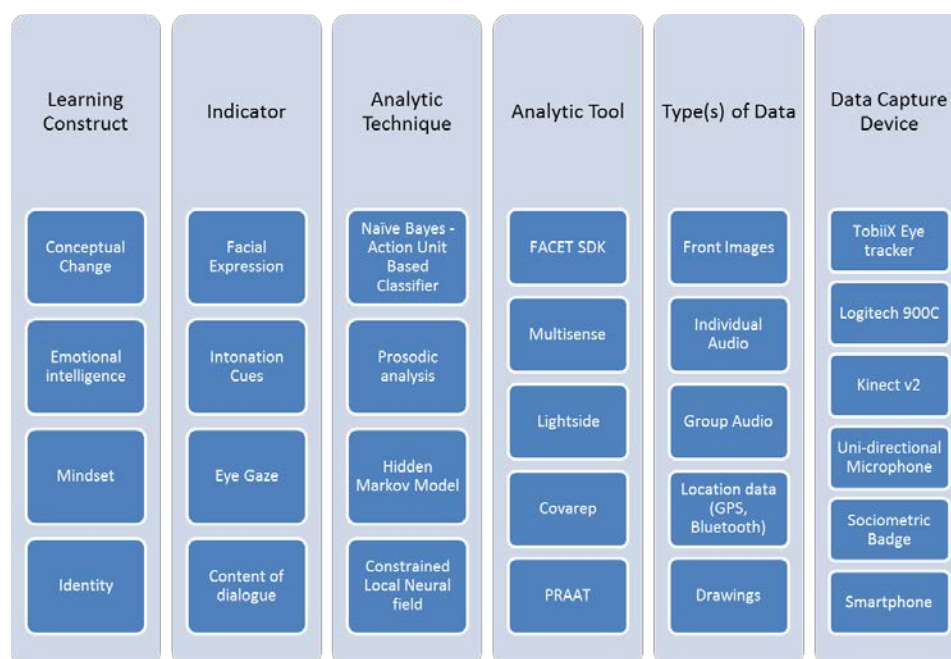 Learning
Construct
Conceptual
Change
Emotional
intelligence
Mindset
Identity
Indicator
Facial
Expression
Intonation
Cues
Eye Gaze
Content of
dialogue
Analytic
Technique
Naïve Bayes -
Action Unit
Based
Classifier
Prosodic
analysis
Hidden
Markov Model
Constrained
Local Neural
field
Analytic Tool
FACET SDK
Multisense
Lightside
Covarep
PRAAT
Type(s) of Data
Front Images
Individual
Audio
Group Audio
Location data
(GPS,
Bluetooth)
Drawings
Data Capture
Device
TobiiX Eye
tracker
Logitech 900C
Kinect v2
Uni-directional
Microphone
Sociometric
Badge
Smartphone